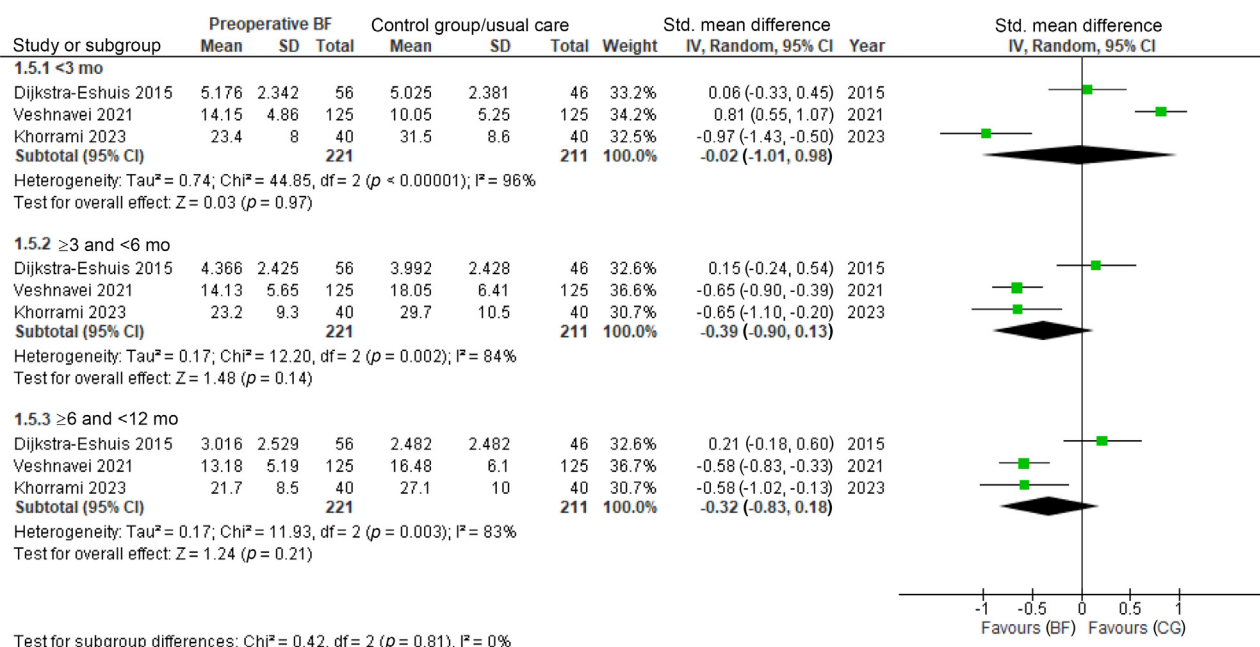 Preoperative BF Control group/usual care Std. mean difference Std. mean difference
Study or subgroup Mean SD Total Mean SD Total Weight IV, Random, 95% CI Year IV, Random, 95% CI
1.5.1 <3 mo
Dijkstra-Eshuis 2015 5.176 2.342 56 5.025 2.381 46 33.2% 0.06 (-0.33, 0.45) 2015
Veshnavei 2021 14.15 4.86 125 10.05 5.25 125 34.2% 0.81 (0.55, 1.07) 2021
Khorrami 2023 23.4 8 40 31.5 8.6 40 32.5% -0.97 (-1.43, -0.50) 2023
Subtotal (95% CI) 221 211 100.0% -0.02 (-1.01, 0.98)
Heterogeneity: Tau² = 0.74; Chi² = 44.85, df = 2 (p < 0.00001); I² = 96%
Test for overall effect: Z = 0.03 (p = 0.97)
1.5.2 ≥3 and <6 mo
Dijkstra-Eshuis 2015 4.366 2.425 56 3.992 2.428 46 32.6% 0.15 (-0.24, 0.54) 2015
Veshnavei 2021 14.13 5.65 125 18.05 6.41 125 36.6% -0.65 (-0.90, -0.39) 2021
Khorrami 2023 23.2 9.3 40 29.7 10.5 40 30.7% -0.65 (-1.10, -0.20) 2023
Subtotal (95% CI) 221 211 100.0% -0.39 (-0.90, 0.13)
Heterogeneity: Tau² = 0.17; Chi² = 12.20, df = 2 (p = 0.002); I² = 84%
Test for overall effect: Z = 1.48 (p = 0.14)
1.5.3 ≥6 and <12 mo
Dijkstra-Eshuis 2015 3.016 2.529 56 2.482 2.482 46 32.6% 0.21 (-0.18, 0.60) 2015
Veshnavei 2021 13.18 5.19 125 16.48 6.1 125 36.7% -0.58 (-0.83, -0.33) 2021
Khorrami 2023 21.7 8.5 40 27.1 10 40 30.7% -0.58 (-1.02, -0.13) 2023
Subtotal (95% CI) 221 211 100.0% -0.32 (-0.83, 0.18)
Heterogeneity: Tau² = 0.17; Chi² = 11.93, df = 2 (p = 0.003); I² = 83%
Test for overall effect: Z = 1.24 (p = 0.21)
-1 -0.5 0 0.5 1
Favours (BF) Favours (CG)
Test for subgroup differences: Chi² = 0.42, df = 2 (p = 0.81), I² = 0%